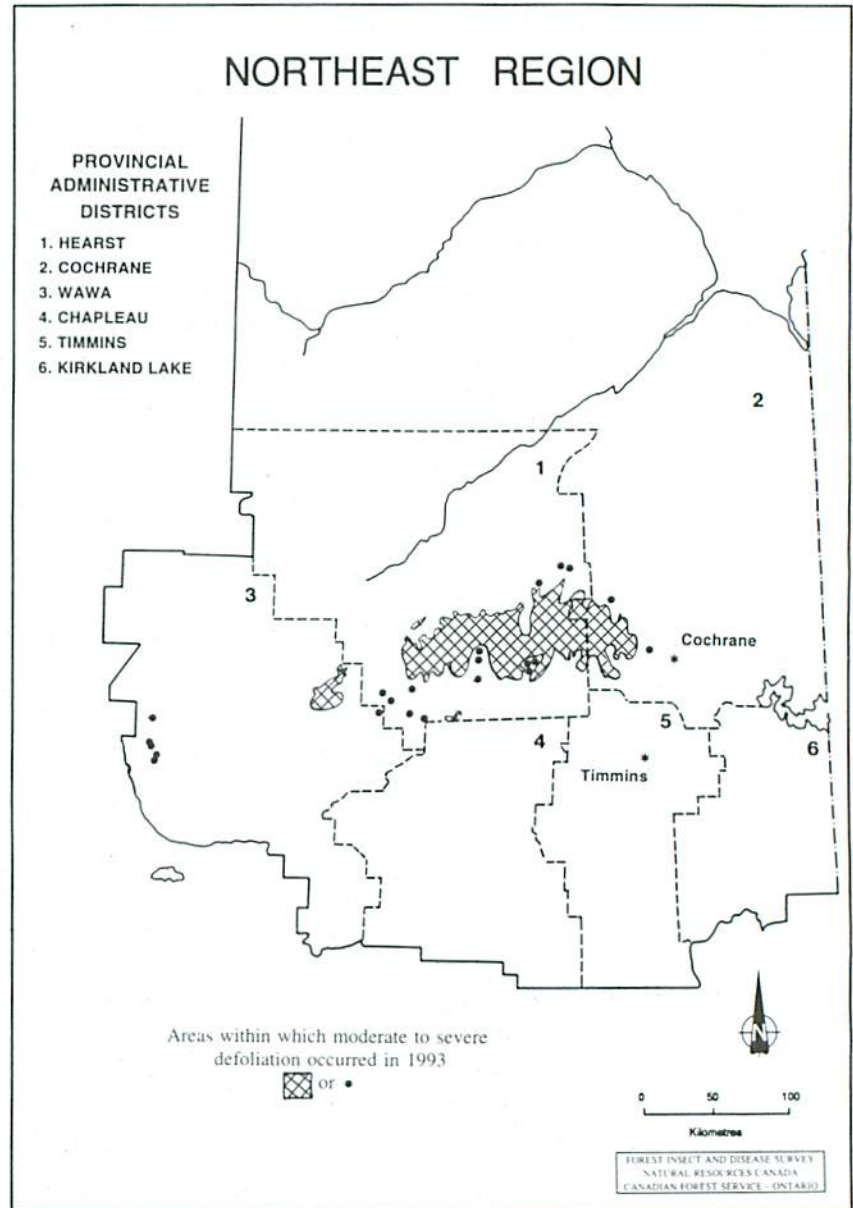 NORTHEAST REGION
PROVINCIAL
ADMINISTRATIVE
DISTRICTS
1. HEARST
2. COCHRANE
3. WAWA
4. CHAPLEAU
5. TIMMINS
6. KIRKLAND LAKE
2
1
3
Cochrane
5
4
6
Timmins
N
Areas within which moderate to severe
defoliation occurred in 1993
or
0 50 100
Kilometres
FOREST INSECT AND DISEASE SURVEY
NATURAL RESOURCES CANADA
CANADIAN FOREST SERVICE - ONTARIO